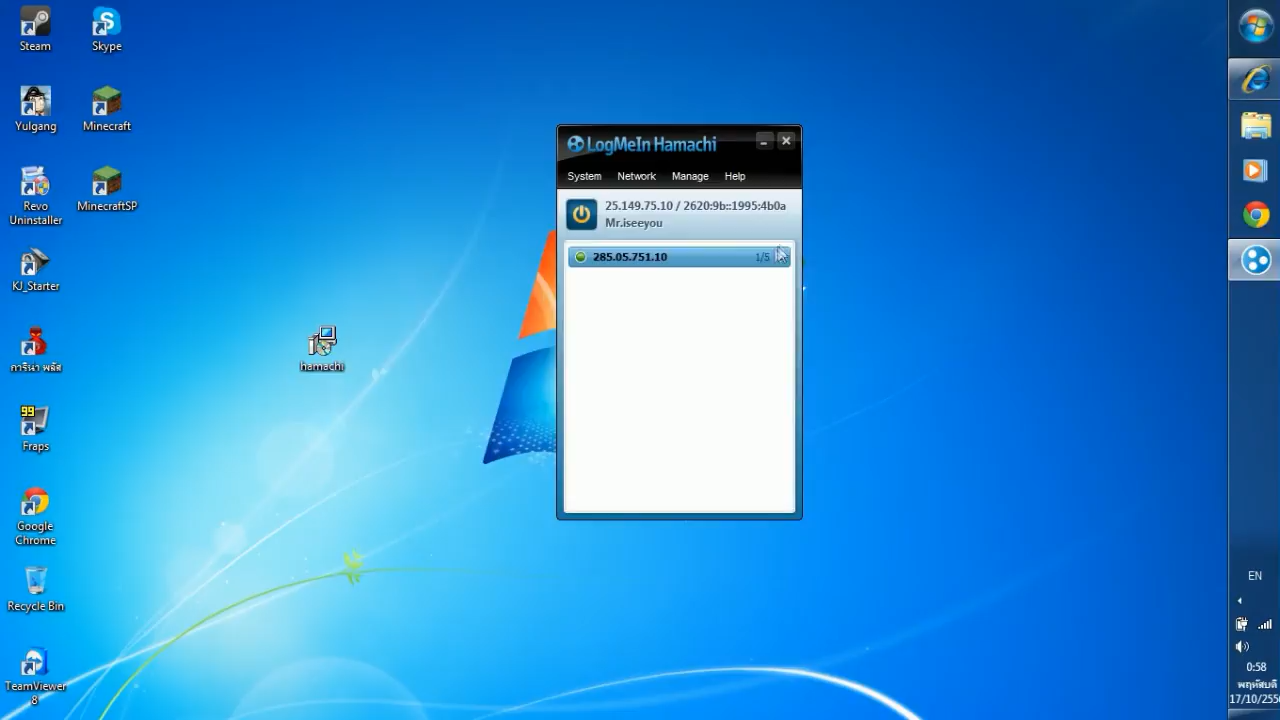 Steam
Skype
Yulgang
Minecraft
Revo
Uninstaller
MinecraftSP
KJ_Starter
การีน่า พลัส
99
Fraps
Google
Chrome
Recycle Bin
TeamViewer
8
hamachi
LogMeIn Hamachi
System
Network
Manage
Help
25.149.75.10 / 2620:9b::1995:4b0a
Mr.iseeyou
285.05.751.10
1/5
EN
0:58
พฤหัสบดี
17/10/255